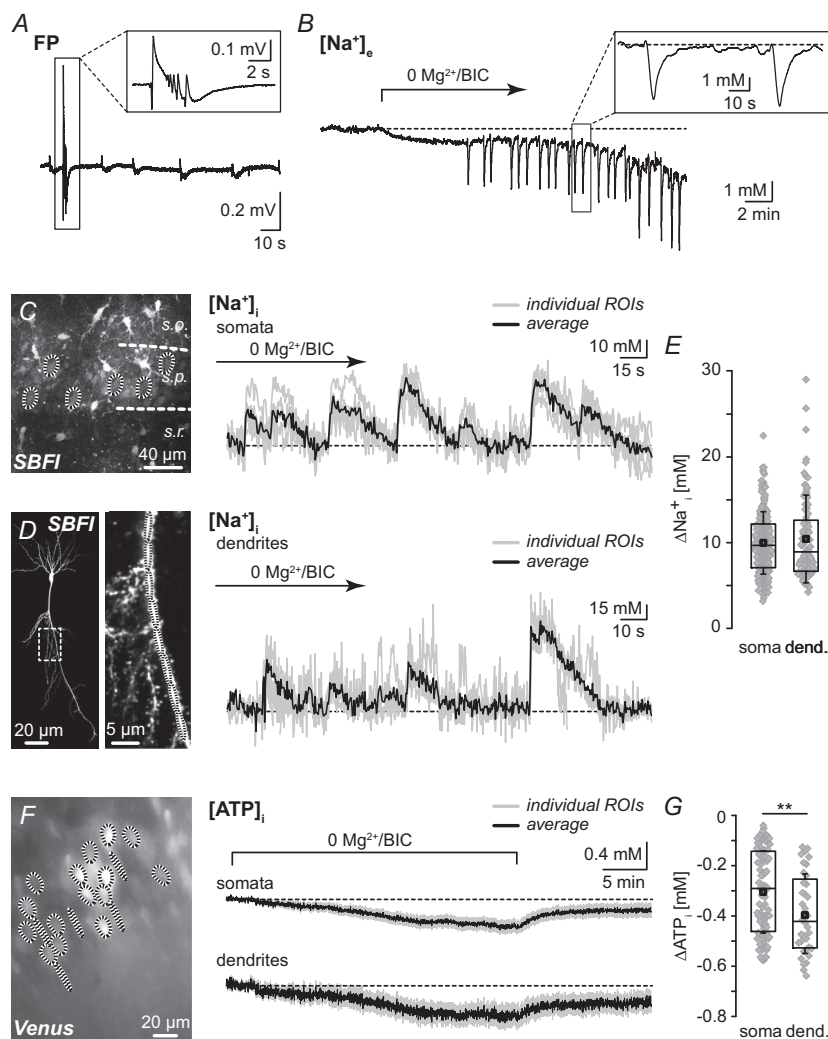 A
FP
0.1 mV
2 s
0.2 mV
10 s
B
[Na⁺]ₑ
0 Mg²⁺/BIC
1 mM
10 s
1 mM
2 min
C
s.o.
s.p.
s.r.
SBFI
40 µm
[Na⁺]ᵢ
somata
0 Mg²⁺/BIC
individual ROIs
average
10 mM
15 s
D
SBFI
20 µm
5 µm
[Na⁺]ᵢ
dendrites
0 Mg²⁺/BIC
individual ROIs
average
15 mM
10 s
E
ΔNa⁺ᵢ [mM]
30
20
10
0
soma dend.
F
Venus
20 µm
[ATP]ᵢ
0 Mg²⁺/BIC
individual ROIs
average
0.4 mM
5 min
somata
dendrites
G
**
ΔATPᵢ [mM]
0
-0.2
-0.4
-0.6
-0.8
soma dend.